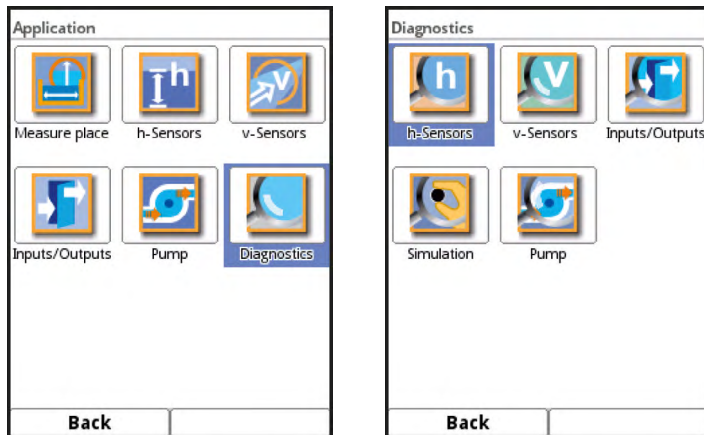 Application
h
v
Measure place h-Sensors v-Sensors
Inputs/Outputs Pump Diagnostics
Back
Diagnostics
h
V
h-Sensors v-Sensors Inputs/Outputs
Simulation Pump
Back